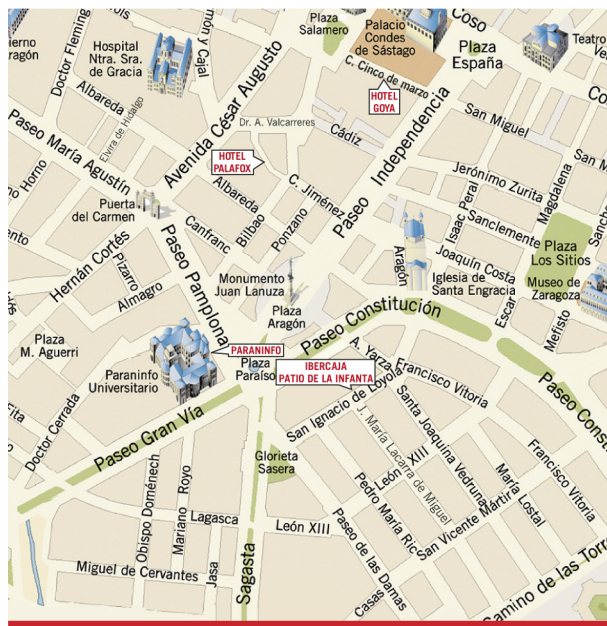 Plaza
Salamero
Palacio
Condes
de Sástago
Coso
Plaza
España
Teatro
Hospital
Ntra. Sra.
de Gracia
Doctor Fleming
Avenida César Augusto
C. Cinco de marzo
HOTEL
GOYA
Albareda
Elvira de Hidalgo
Dr. A. Valcarreres
Cádiz
Paseo Independencia
San Miguel
Paseo María Agustín
HOTEL
PALAFOX
Albareda
C. Jiménez
Jerónimo Zurita
Magdalena
Puerta
del Carmen
Canfranc
Bilbao
Ponzano
Isaac Peral
Sanclemente
Plaza
Los Sitios
Hernán Cortés
Pizarro
Almagro
Paseo Pamplona
Monumento
Juan Lanuza
Aragón
Joaquín Costa
Iglesia de
Santa Engracia
Museo de
Zaragoza
Plaza
Aragón
Paseo Constitución
Mefisto
Plaza
M. Aguerri
PARANINFO
Plaza
Paraíso
IBERCAJA
PATIO DE LA INFANTA
A. Yarza
Francisco Vitoria
Paraninfo
Universitario
San Ignacio de Loyola
Santa Joaquina Vedruna
J. María Lacarra de Miguel
Doctor Cerrada
Paseo Gran Vía
Glorieta
Sasera
León XIII
Pedro María Ric
María Lostal
Francisco Vitoria
San Vicente Mártir
Obispo Doménech
Mariano Royo
Lagasca
León XIII
Paseo de las Damas
Miguel de Cervantes
Jasa
Sagasta
Casas